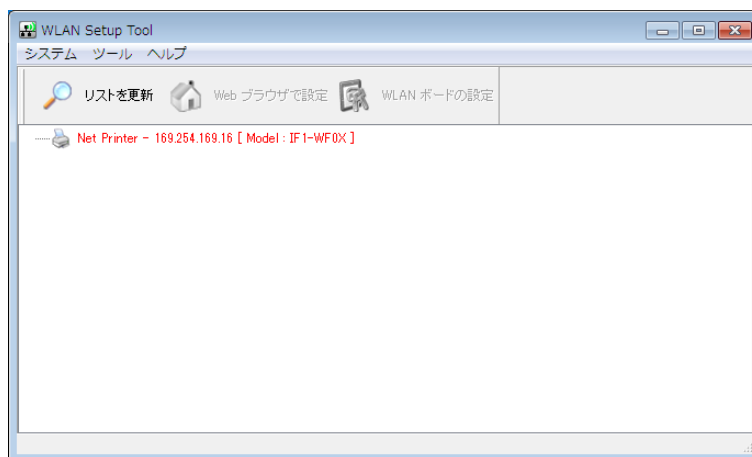 WLAN Setup Tool
システム ツール ヘルプ
リストを更新 Web ブラウザで設定 WLAN ボードの設定
Net Printer - 169.254.169.16 [ Model : IF1-WF0X ]